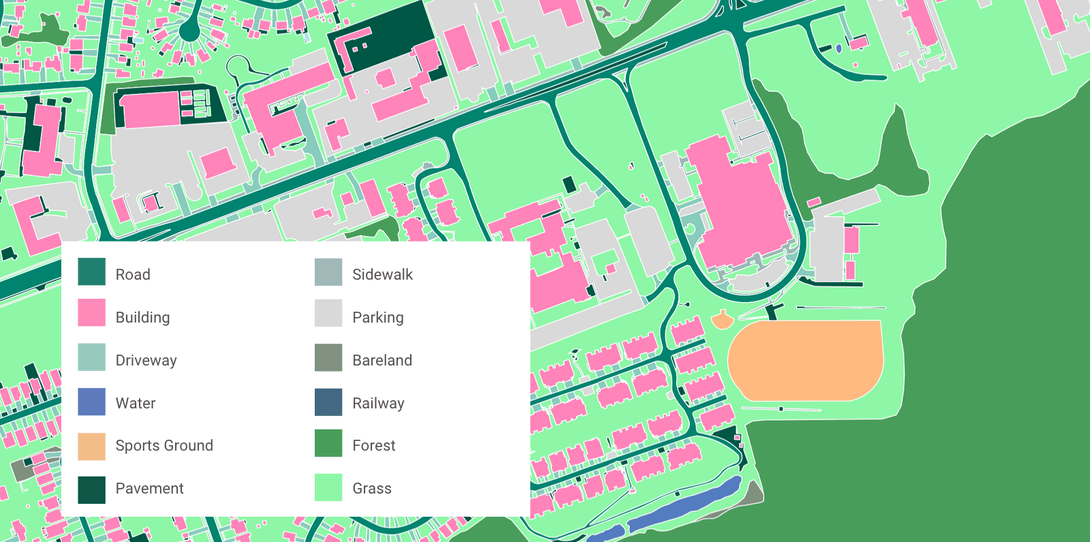 Road
Building
Driveway
Water
Sports Ground
Pavement
Sidewalk
Parking
Bareland
Railway
Forest
Grass